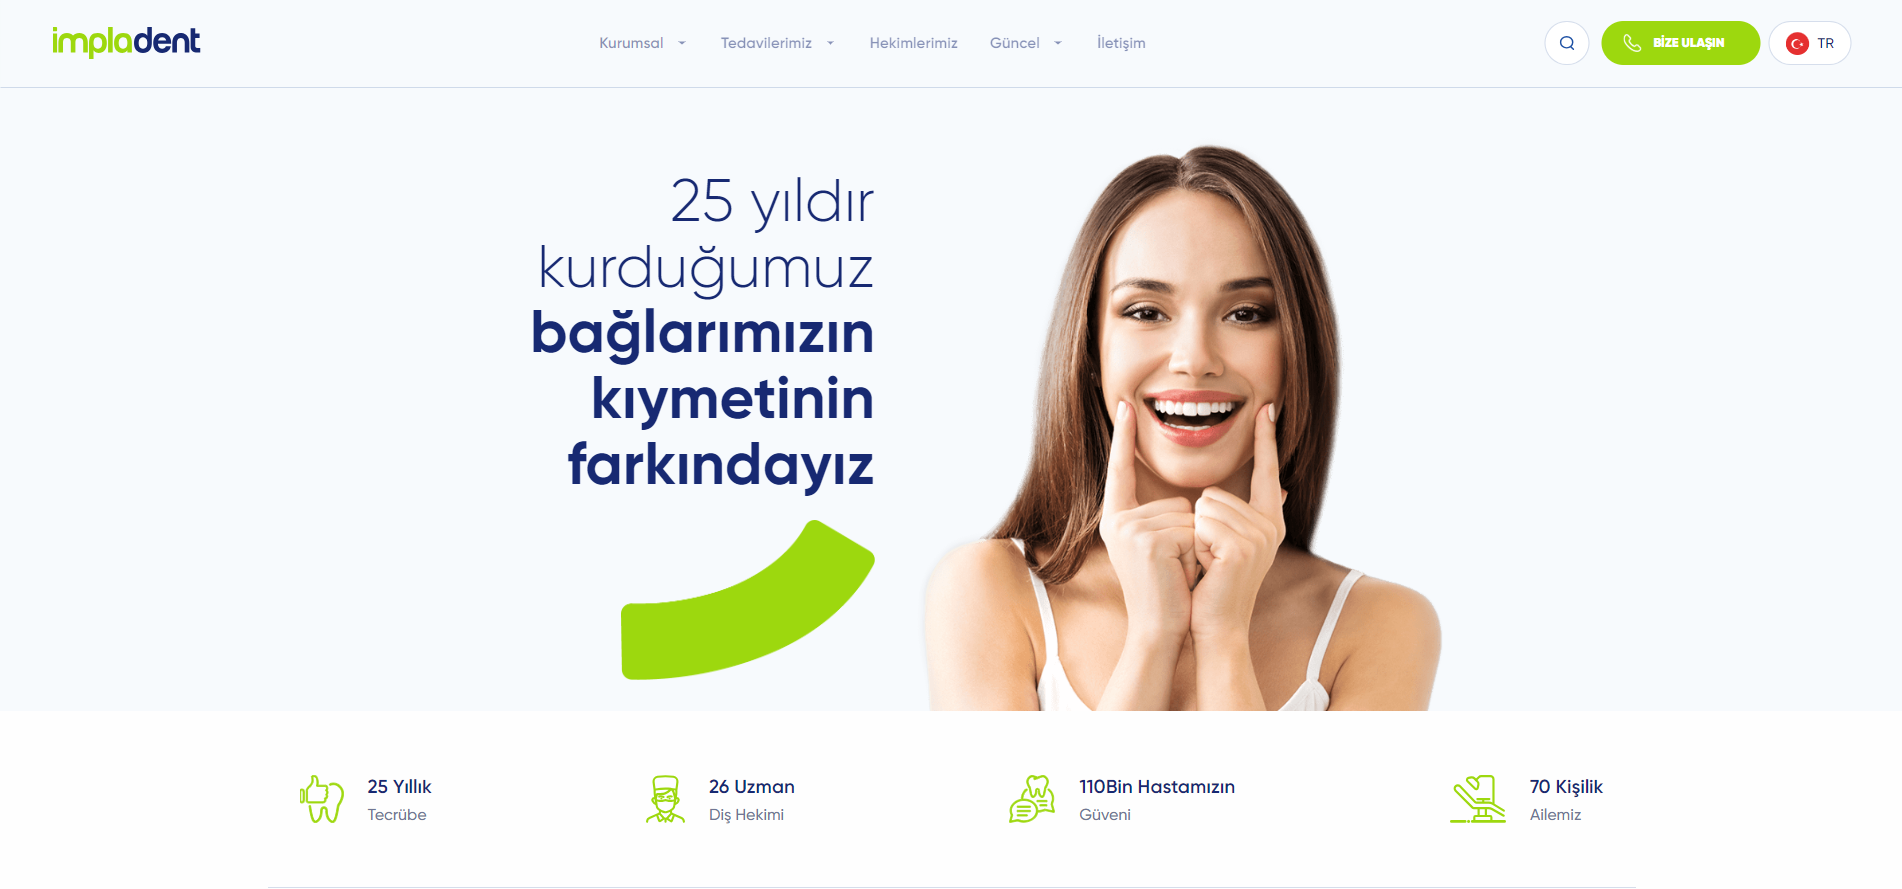 impladent
Kurumsal
Tedavilerimiz
Hekimlerimiz
Güncel
İletişim
BİZE ULAŞIN
TR
25 yıldır
kurduğumuz
bağlarımızın
kıymetinin
farkındayız
25 Yıllık
Tecrübe
26 Uzman
Diş Hekimi
110Bin Hastamızın
Güveni
70 Kişilik
Ailemiz